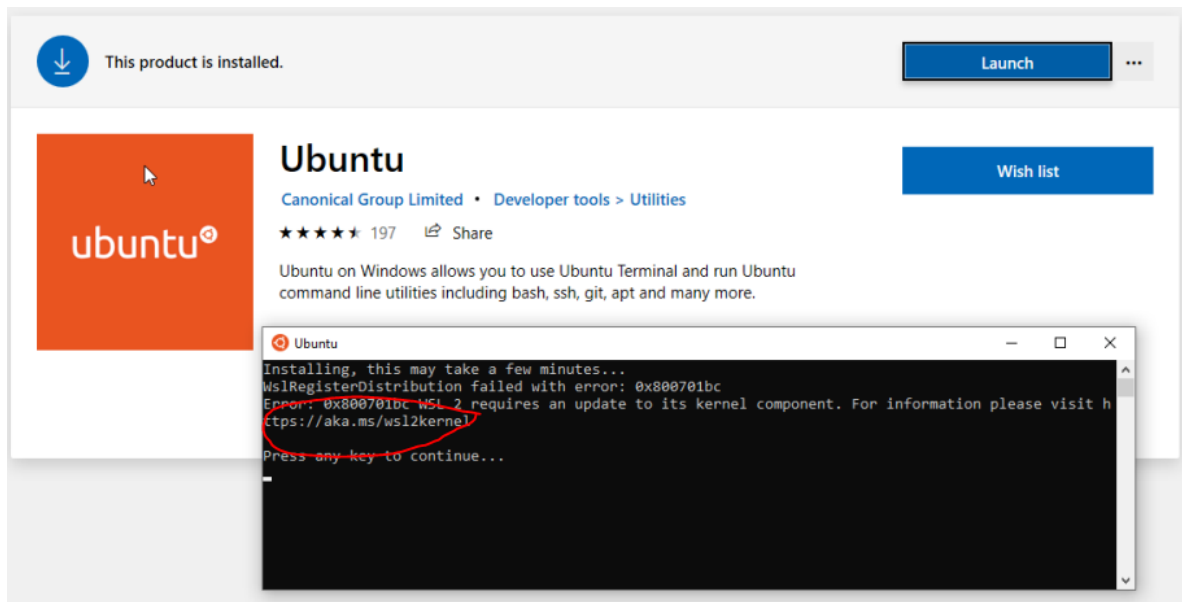 This product is installed.
Launch
...
Ubuntu
Wish list
Canonical Group Limited • Developer tools > Utilities
197 Share
ubuntu
Ubuntu on Windows allows you to use Ubuntu Terminal and run Ubuntu
command line utilities including bash, ssh, git, apt and many more.
Ubuntu
Installing, this may take a few minutes...
WslRegisterDistribution failed with error: 0x800701bc
Error: 0x800701bc WSL 2 requires an update to its kernel component. For information please visit h
ttps://aka.ms/wsl2kernel
Press any key to continue...